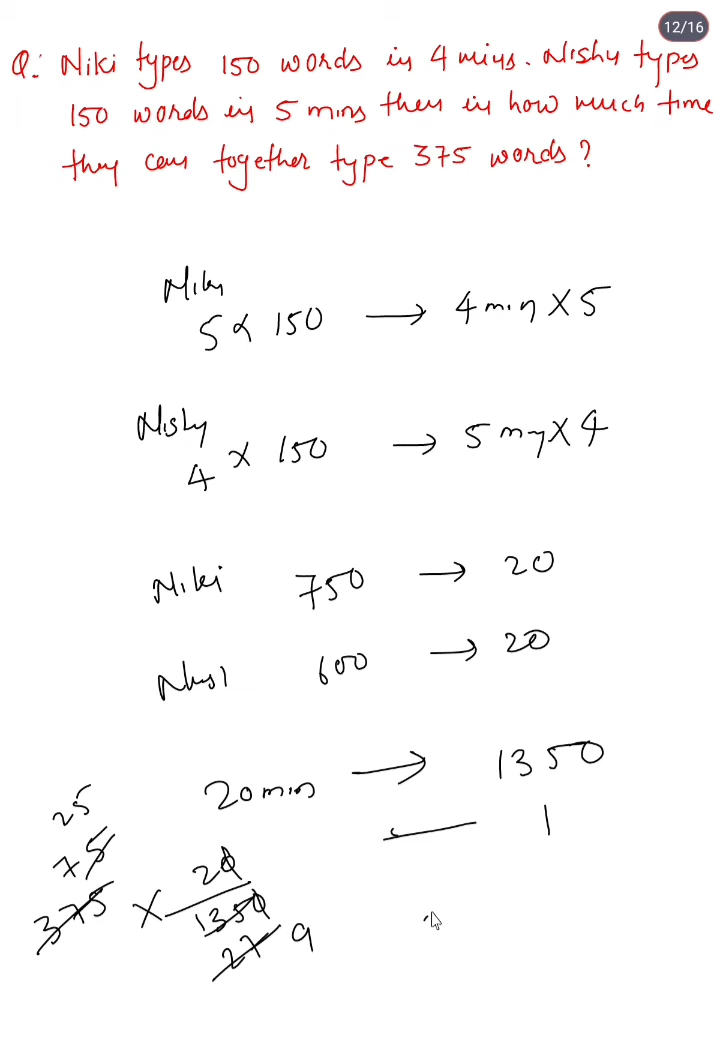 12/16
Q: Niki types 150 words in 4 mins. Nishu types
150 words in 5 mins then in how much time
they can together type 375 words?
Niki
5 x 150 → 4 min X 5
Nishu
4 x 150 → 5 min X 4
Niki 750 → 20
600 → 20
20 mins → 1350
1
25
75
20
375 X 1350
27 9